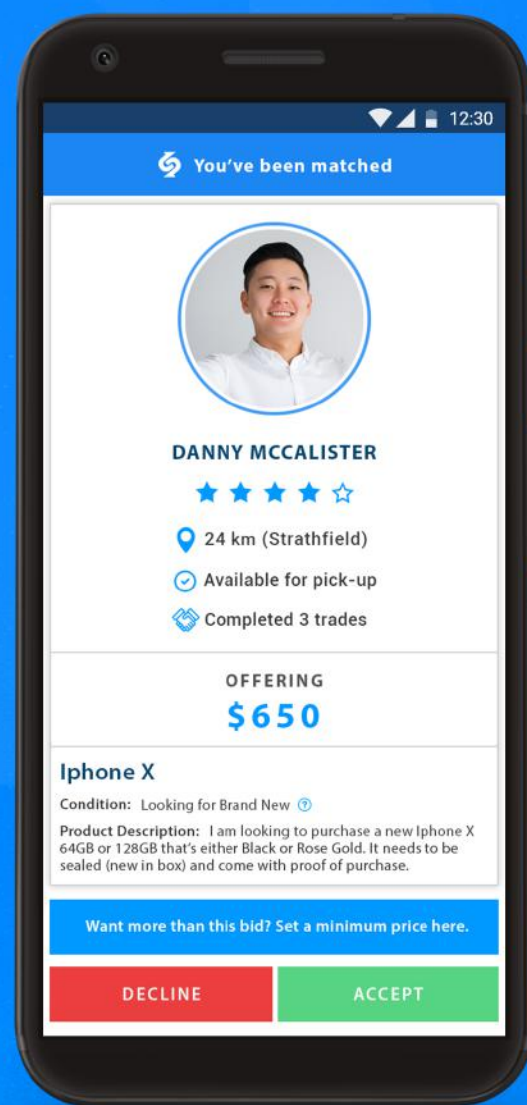 12:30
You've been matched
DANNY MCCALISTER
24 km (Strathfield)
Available for pick-up
Completed 3 trades
OFFERING
$650
Iphone X
Condition: Looking for Brand New ?
Product Description: I am looking to purchase a new Iphone X
64GB or 128GB that's either Black or Rose Gold. It needs to be
sealed (new in box) and come with proof of purchase.
Want more than this bid? Set a minimum price here.
DECLINE
ACCEPT